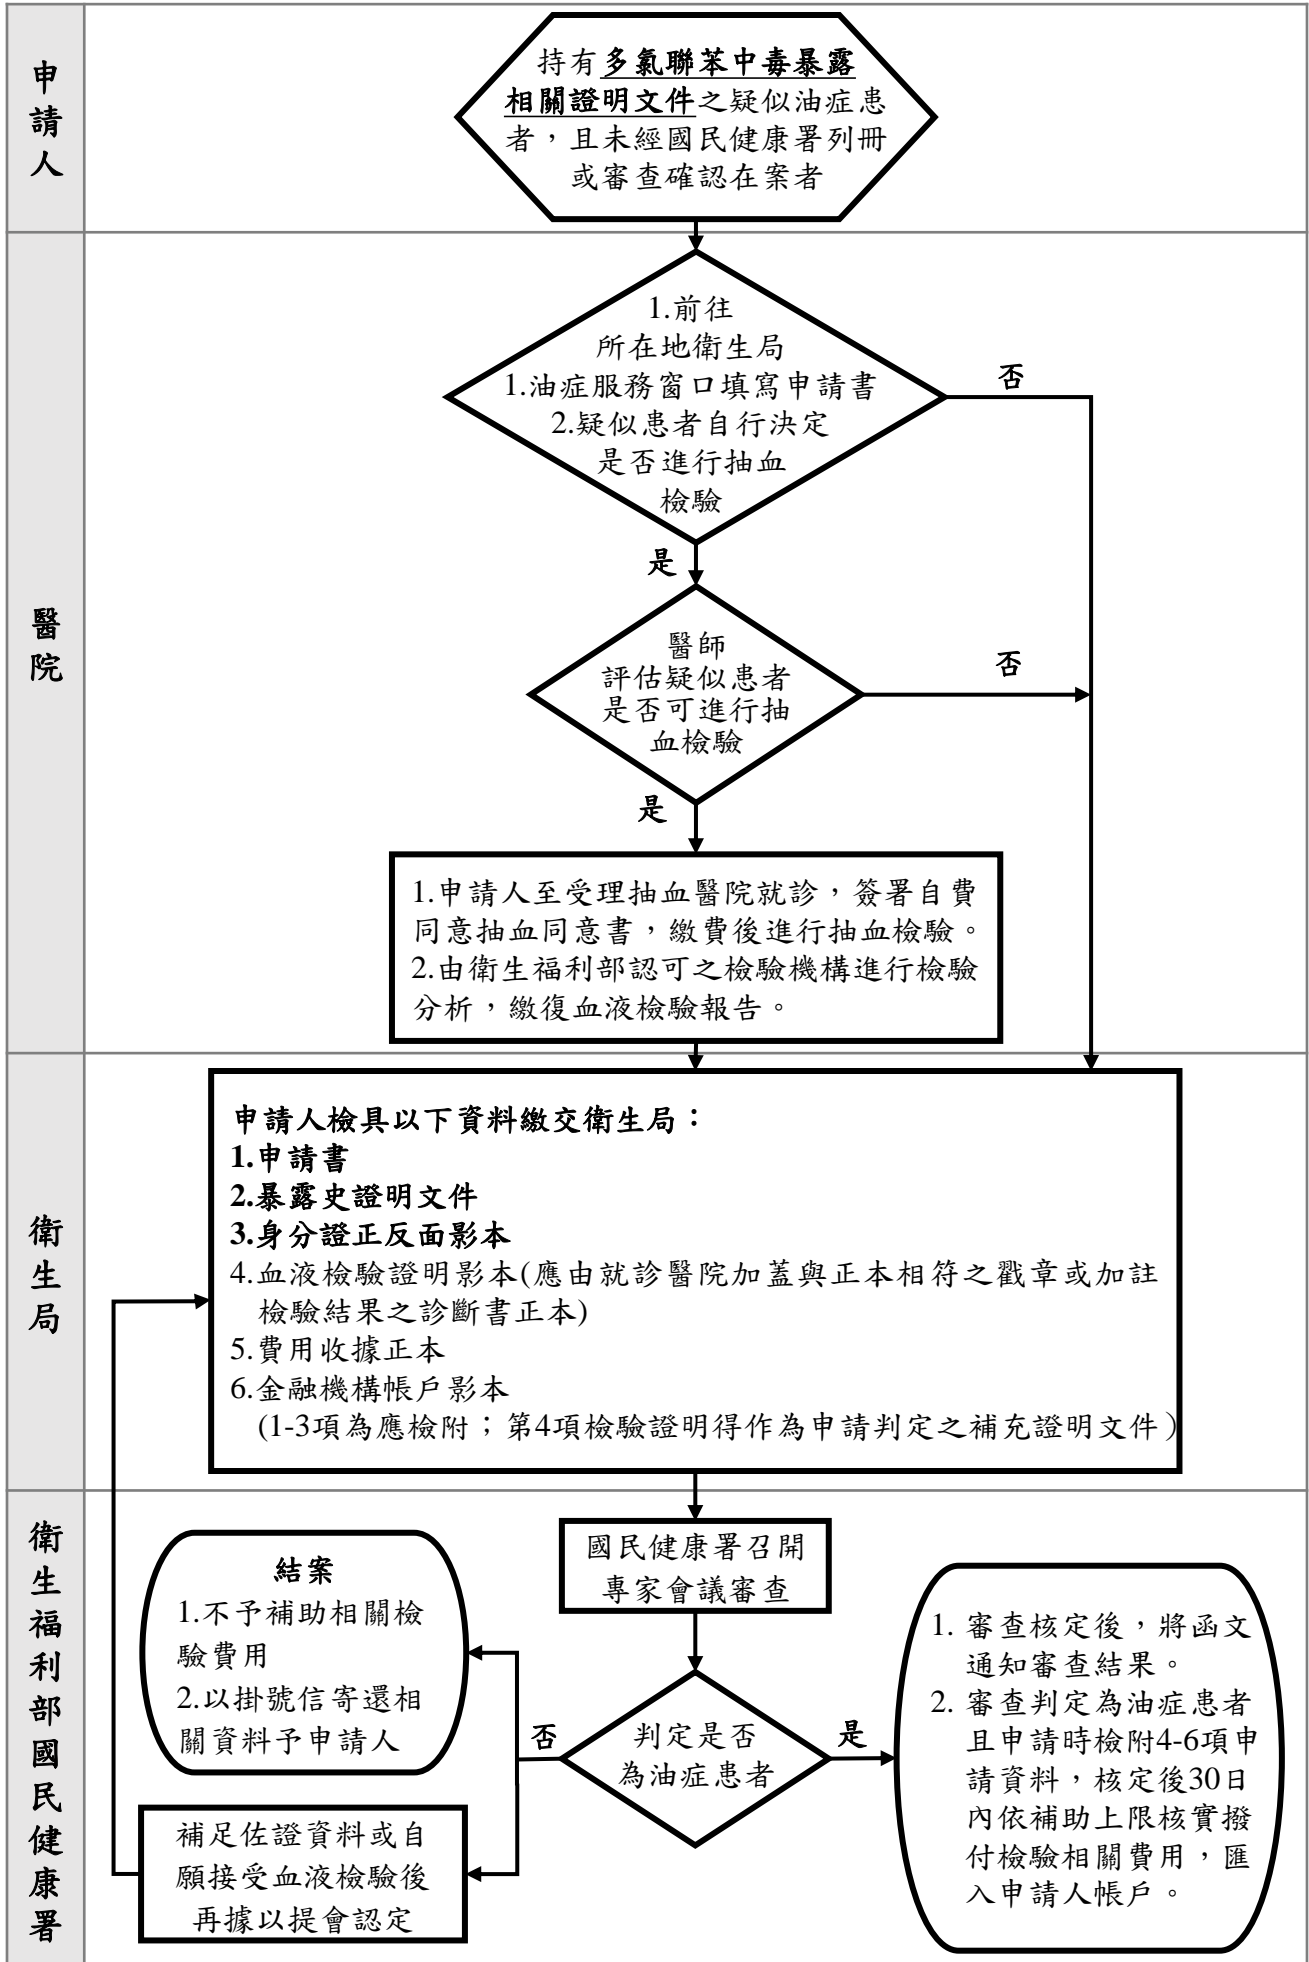 申
請
人
持有多氯聯苯中毒暴露
相關證明文件之疑似油症患
者，且未經國民健康署列冊
或審查確認在案者
醫
院
1.前往
所在地衛生局
1.油症服務窗口填寫申請書
2.疑似患者自行決定
是否進行抽血
檢驗
否
是
醫師
評估疑似患者
是否可進行抽
血檢驗
否
是
1.申請人至受理抽血醫院就診，簽署自費
同意抽血同意書，繳費後進行抽血檢驗。
2.由衛生福利部認可之檢驗機構進行檢驗
分析，繳復血液檢驗報告。
衛
生
局
申請人檢具以下資料繳交衛生局：
1.申請書
2.暴露史證明文件
3.身分證正反面影本
4.血液檢驗證明影本(應由就診醫院加蓋與正本相符之戳章或加註
檢驗結果之診斷書正本)
5.費用收據正本
6.金融機構帳戶影本
(1-3項為應檢附；第4項檢驗證明得作為申請判定之補充證明文件）
衛
生
福
利
部
國
民
健
康
署
國民健康署召開
專家會議審查
結案
1.不予補助相關檢
驗費用
2.以掛號信寄還相
關資料予申請人
否
判定是否
為油症患者
是
1. 審查核定後，將函文
通知審查結果。
2. 審查判定為油症患者
且申請時檢附4-6項申
請資料，核定後30日
內依補助上限核實撥
付檢驗相關費用，匯
入申請人帳戶。
補足佐證資料或自
願接受血液檢驗後
再據以提會認定